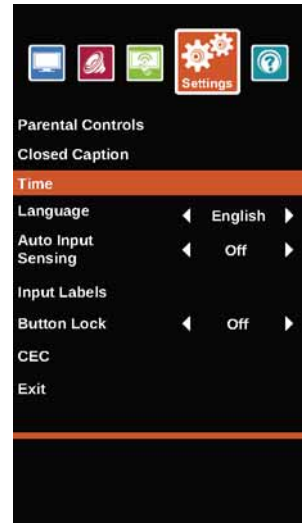 Settings
Parental Controls
Closed Caption
Time
Language English
Auto Input
Sensing Off
Input Labels
Button Lock Off
CEC
Exit